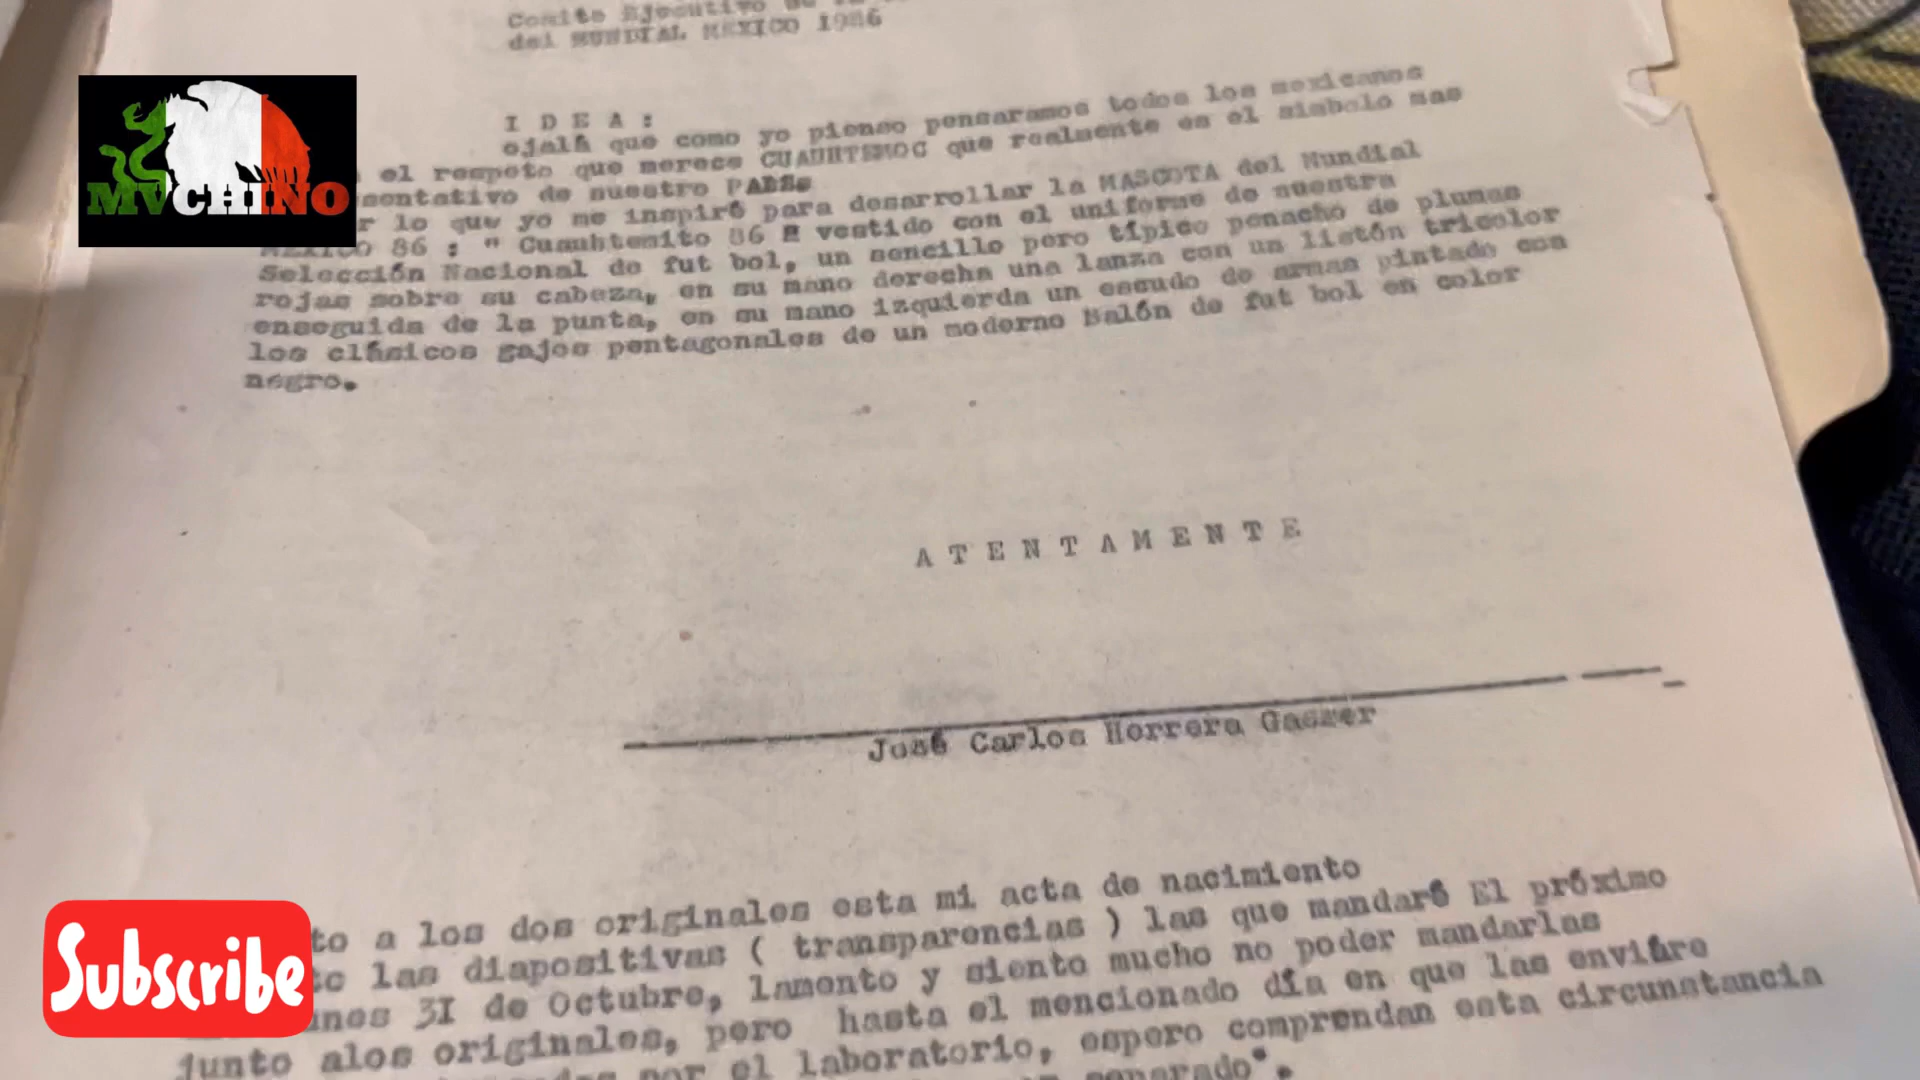 Comite Ejecutivo de
del MUNDIAL MEXICO 1986
MVCHINO
I D E A :
ojalá que como yo pienso pensaramos todos los mexicanos
el respeto que merece CUAUHTEMOC que realmente es el simbolo mas
sentativo de nuestro
r lo que yo me inspiré para desarrollar la MASCOTA del Mundial
MEXICO 86 : " Cuauhtemito 86 " vestido con el uniforme de nuestra
Selección Nacional de fut bol, un sencillo pero típico penacho de plumas
rojas sobre su cabeza, en su mano derecha una lanza con un listón tricolor
enseguida de la punta, en su mano izquierda un escudo de armas pintado con
los clásicos gajos pentagonales de un moderno Balón de fut bol en color
negro.
A T E N T A M E N T E
José Carlos Herrera Gaszer
to a los dos originales esta mi acta de nacimiento
las diapositivas ( transparencias ) las que mandaré El próximo
unes 3I de Octubre, lamento y siento mucho no poder mandarlas
junto alos originales, pero hasta el mencionado día en que las enviáre
por el laboratorio, espero comprendan esta circunstancia
separado".
Subscribe